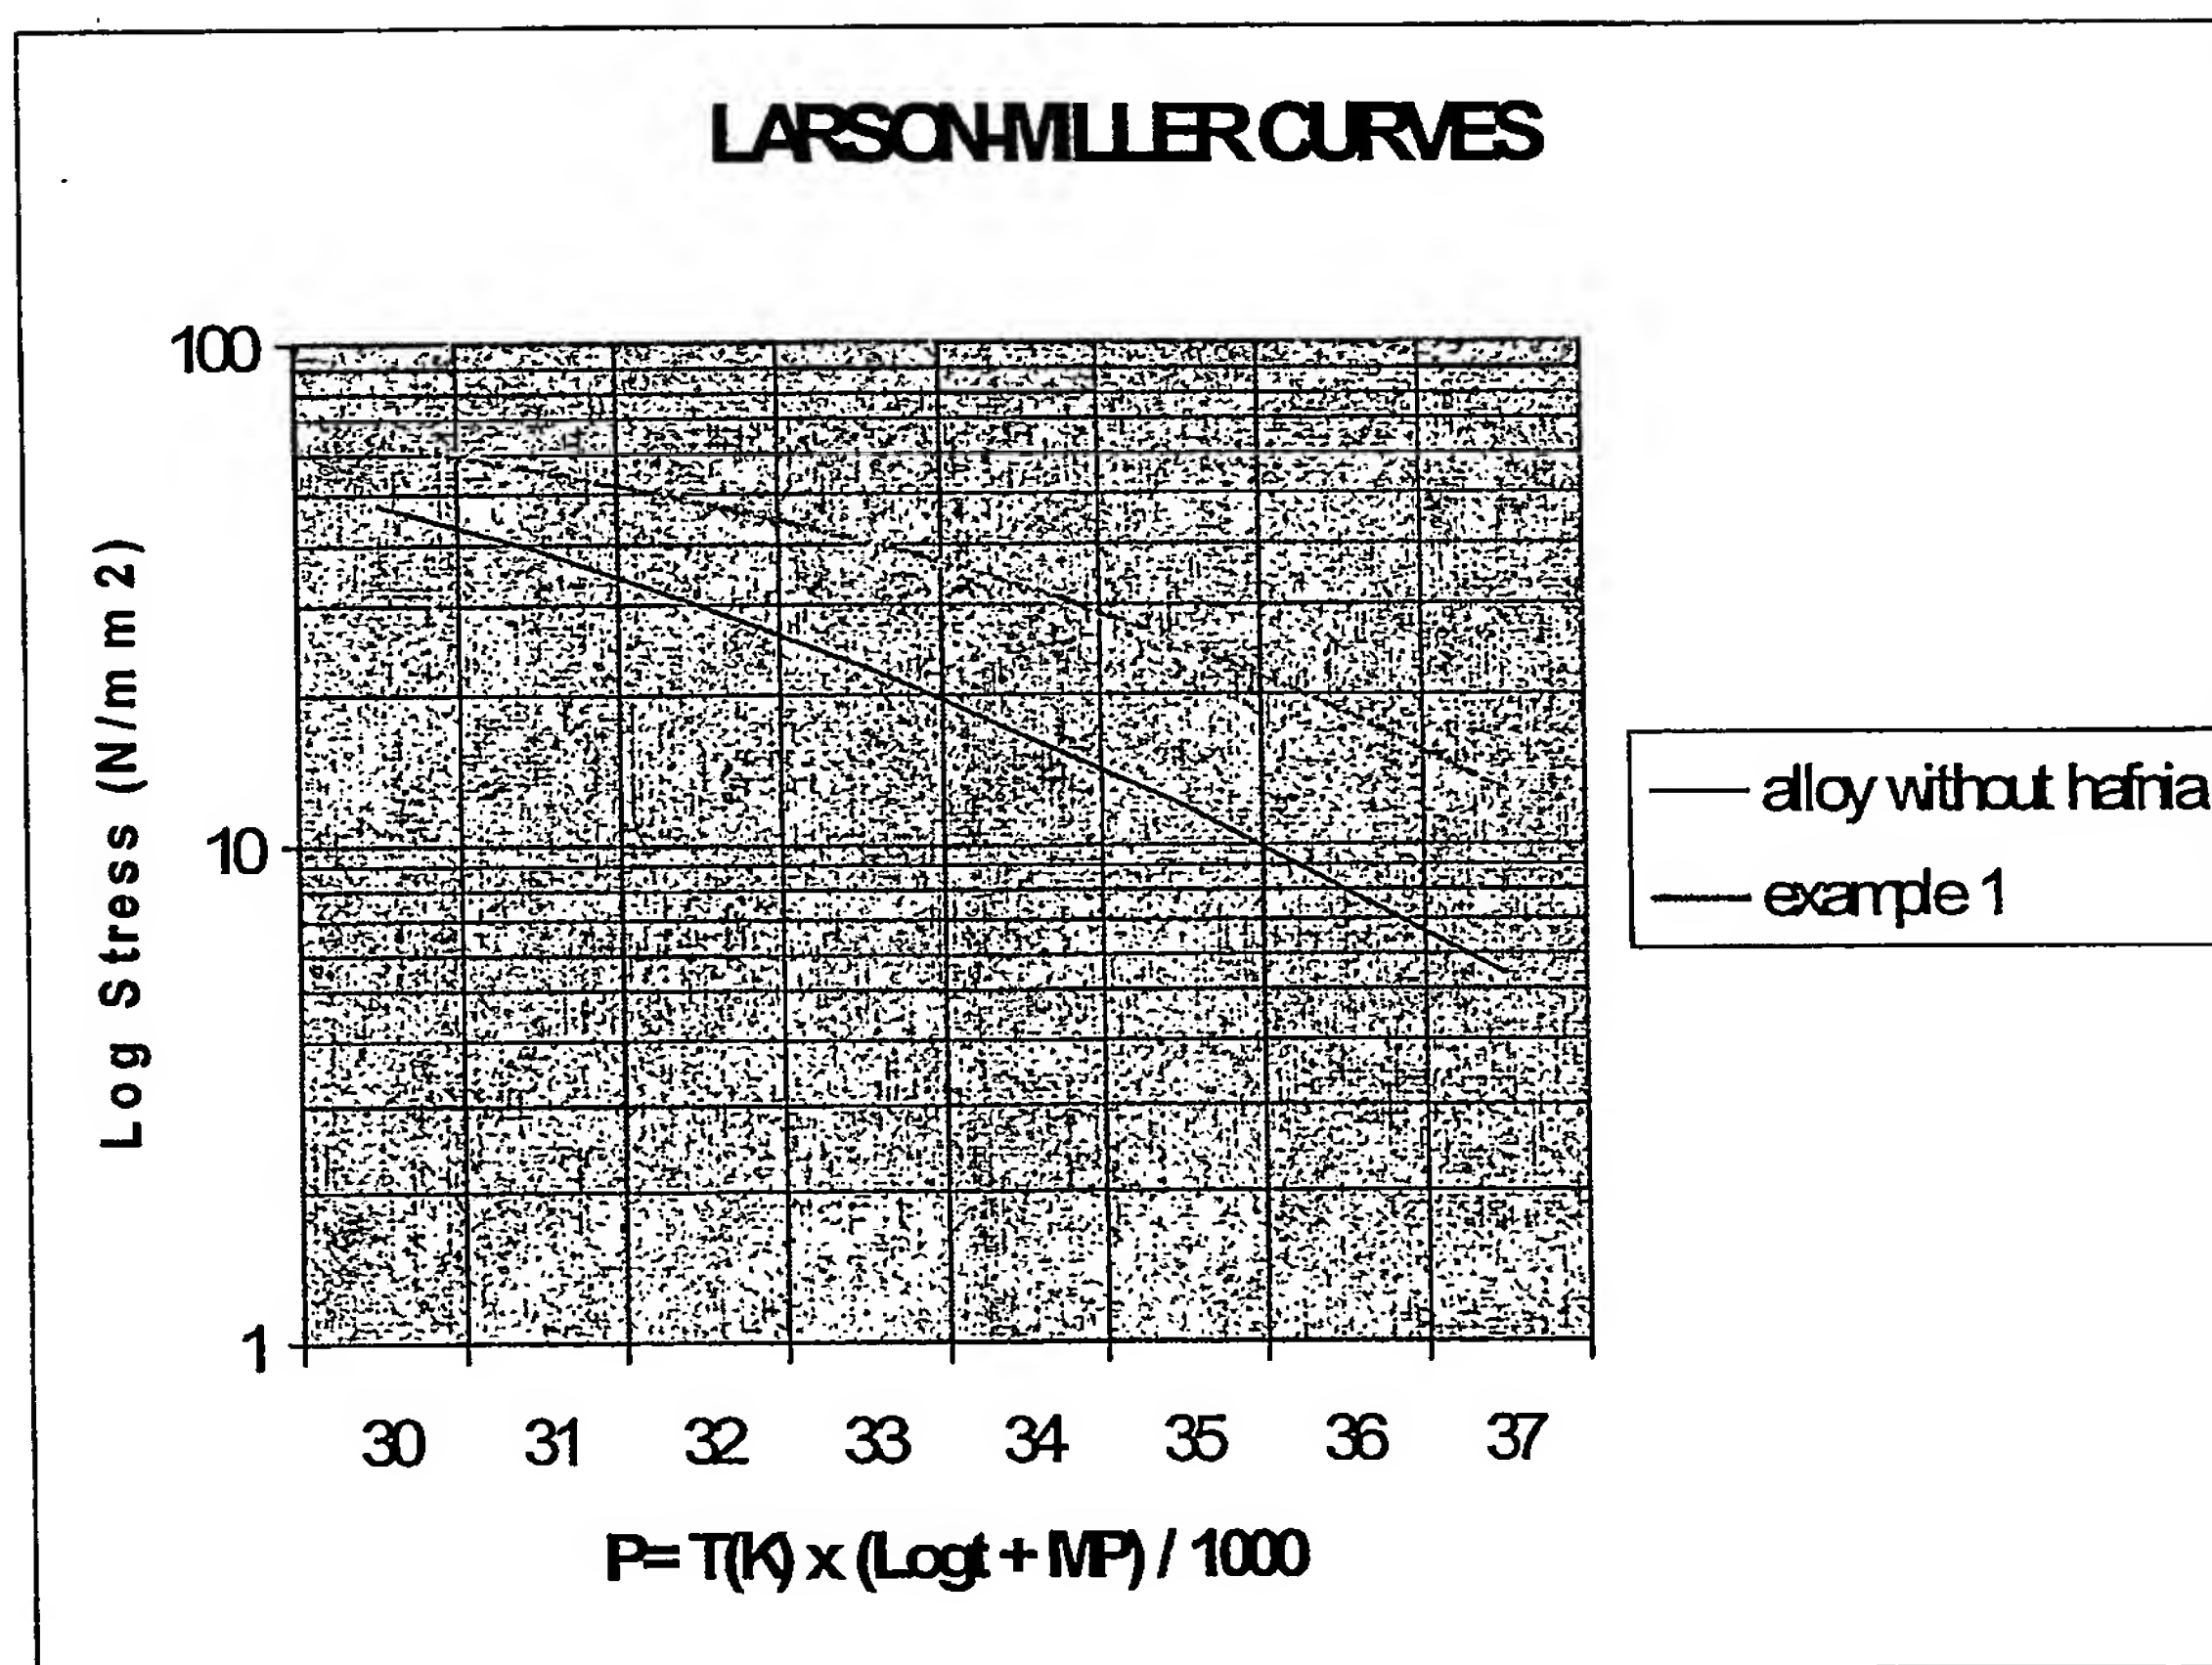 LARSON-MILLER CURVES
100
10
1
Log Stress (N/mm2)
30 31 32 33 34 35 36 37
P= T(K) x (Logt + MP) / 1000
alloy without hafnia
example 1